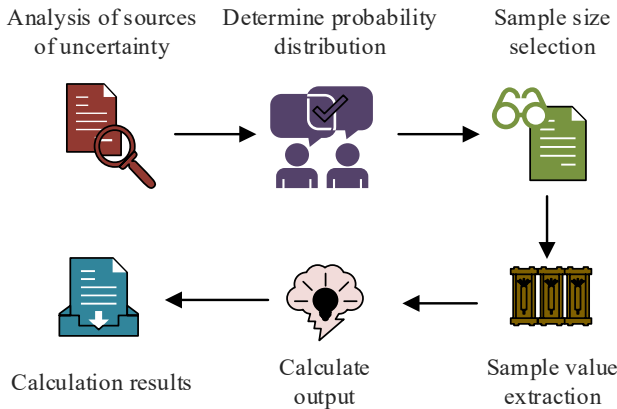 Analysis of sources
of uncertainty
Determine probability
distribution
Sample size
selection
Sample value
extraction
Calculate
output
Calculation results